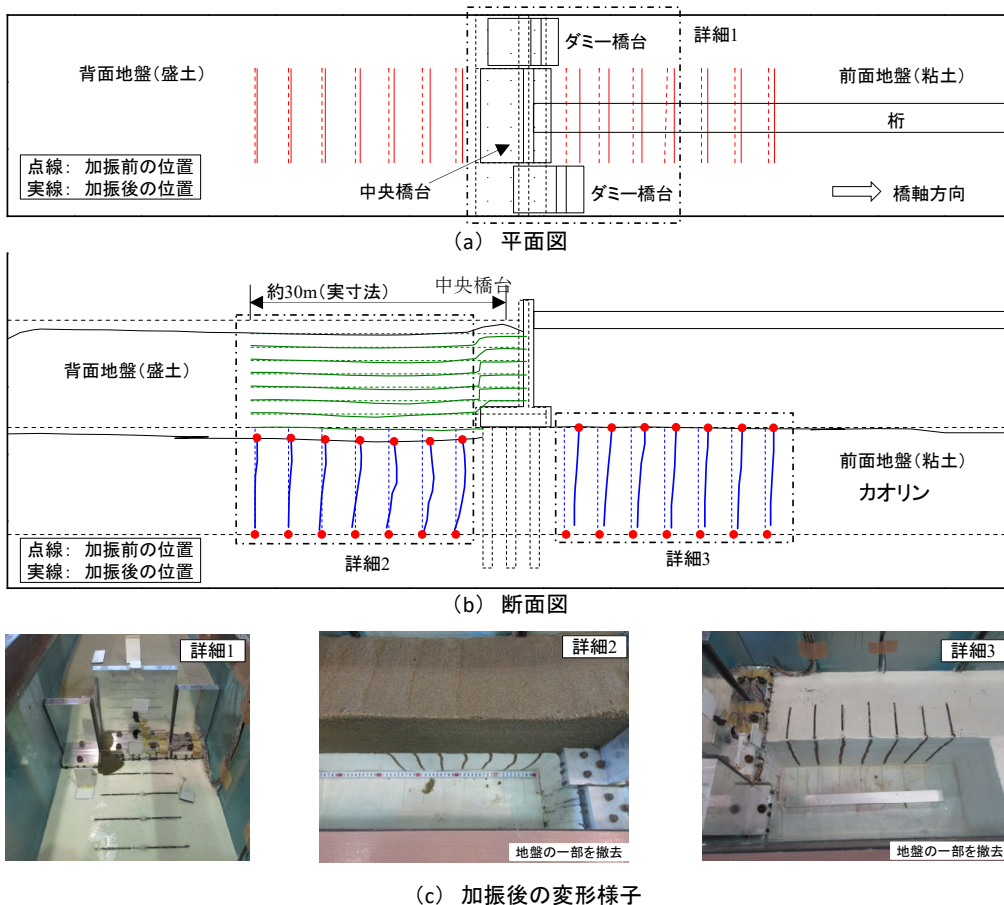 ダミー橋台
詳細1
背面地盤(盛土)
前面地盤(粘土)
桁
点線: 加振前の位置
実線: 加振後の位置
中央橋台
ダミー橋台
橋軸方向
(a) 平面図
約30m(実寸法)
中央橋台
背面地盤(盛土)
前面地盤(粘土)
カオリン
点線: 加振前の位置
実線: 加振後の位置
詳細2
詳細3
(b) 断面図
詳細1
詳細2
詳細3
地盤の一部を撤去
地盤の一部を撤去
(c) 加振後の変形様子